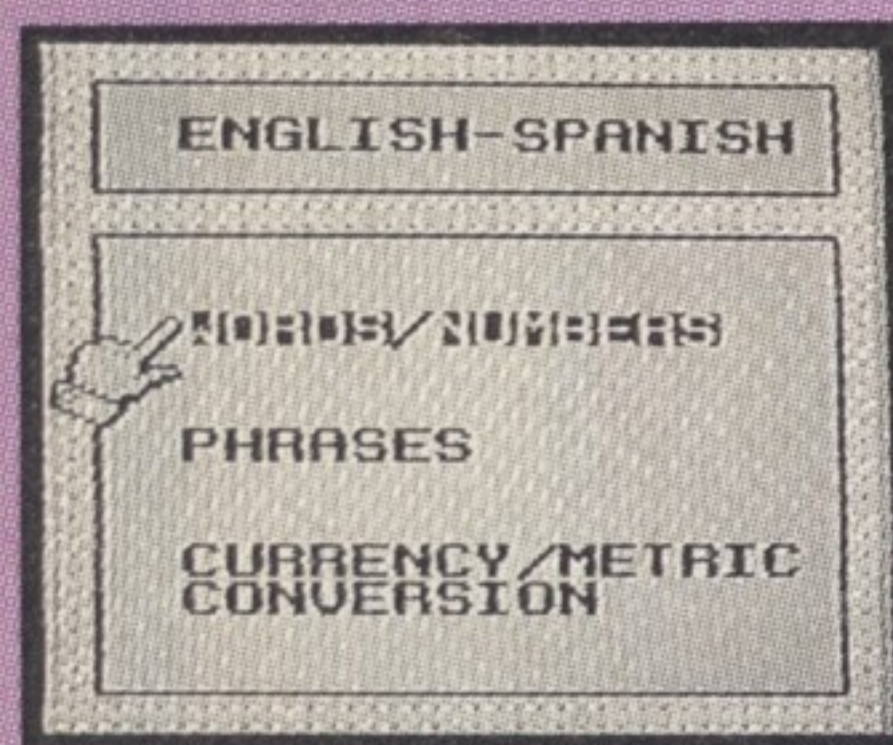 ENGLISH-SPANISH
WORDS/NUMBERS
PHRASES
CURRENCY/METRIC
CONVERSION